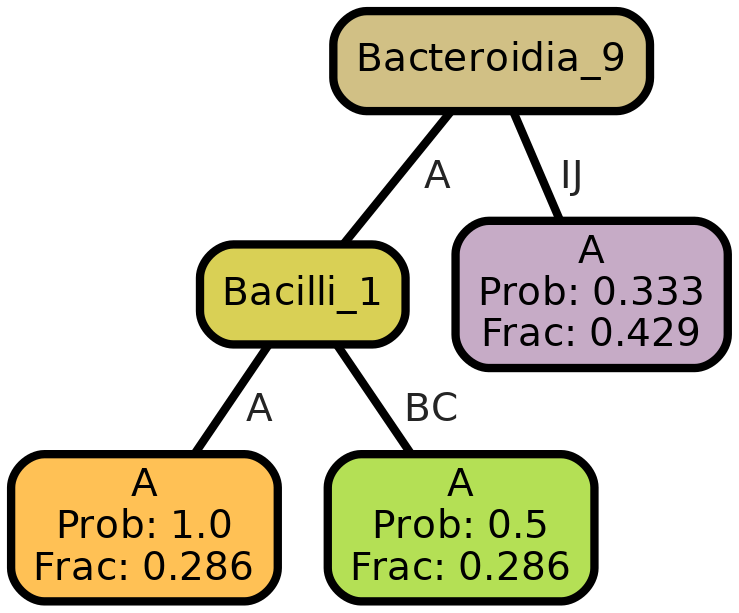 Bacteroidia_9
A
IJ
Bacilli_1
A
Prob: 0.333
Frac: 0.429
A
BC
A
Prob: 1.0
Frac: 0.286
A
Prob: 0.5
Frac: 0.286